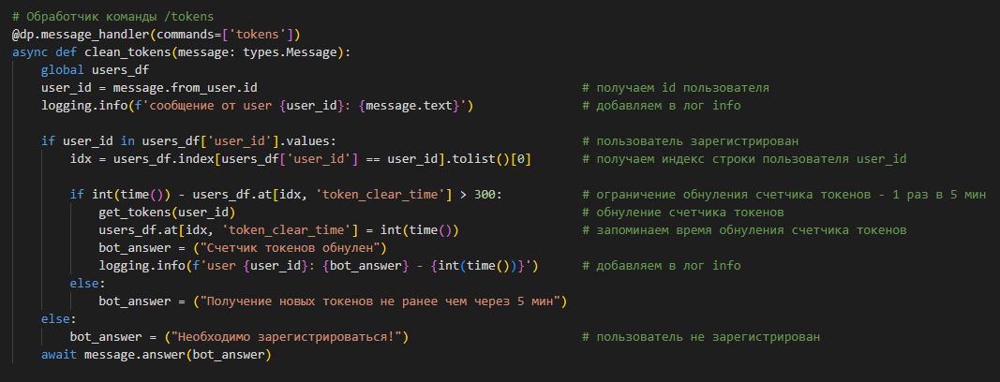 # Обработчик команды /tokens
@dp.message_handler(commands=['tokens'])
async def clean_tokens(message: types.Message):
    global users_df
    user_id = message.from_user.id                                             # получаем id пользователя
    logging.info(f'сообщение от user {user_id}: {message.text}')               # добавляем в лог info

    if user_id in users_df['user_id'].values:                                  # пользователь зарегистрирован
        idx = users_df.index[users_df['user_id'] == user_id].tolist()[0]       # получаем индекс строки пользователя user_id

        if int(time()) - users_df.at[idx, 'token_clear_time'] > 300:           # ограничение обнуления счетчика токенов - 1 раз в 5 мин
            get_tokens(user_id)                                                # обнуление счетчика токенов
            users_df.at[idx, 'token_clear_time'] = int(time())                 # запоминаем время обнуления счетчика токенов
            bot_answer = ("Счетчик токенов обнулен")
            logging.info(f'user {user_id}: {bot_answer} - {int(time())}')      # добавляем в лог info
        else:
            bot_answer = ("Получение новых токенов не ранее чем через 5 мин")
    else:
        bot_answer = ("Необходимо зарегистрироваться!")                        # пользователь не зарегистрирован
    await message.answer(bot_answer)